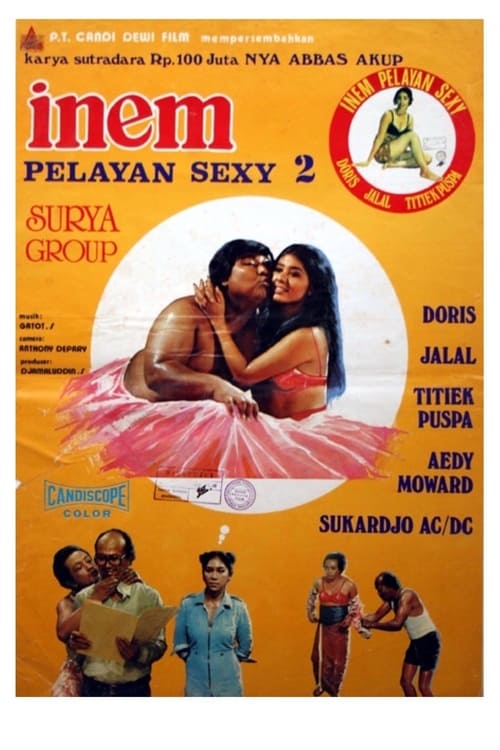 P.T. CANDI DEWI FILM mempersembahkan
karya sutradara Rp.100 Juta NYA ABBAS AKUP
inem
PELAYAN SEXY 2
INEM PELAYAN SEXY
DORIS JALAL TITIEK PUSPA
SURYA
GROUP
musik:
GATOT.S
camera:
ANTHONY DEPARY
produser:
DJAMALUDDIN.S
DORIS
JALAL
TITIEK
PUSPA
AEDY
MOWARD
SUKARDJO AC/DC
CANDISCOPE
COLOR